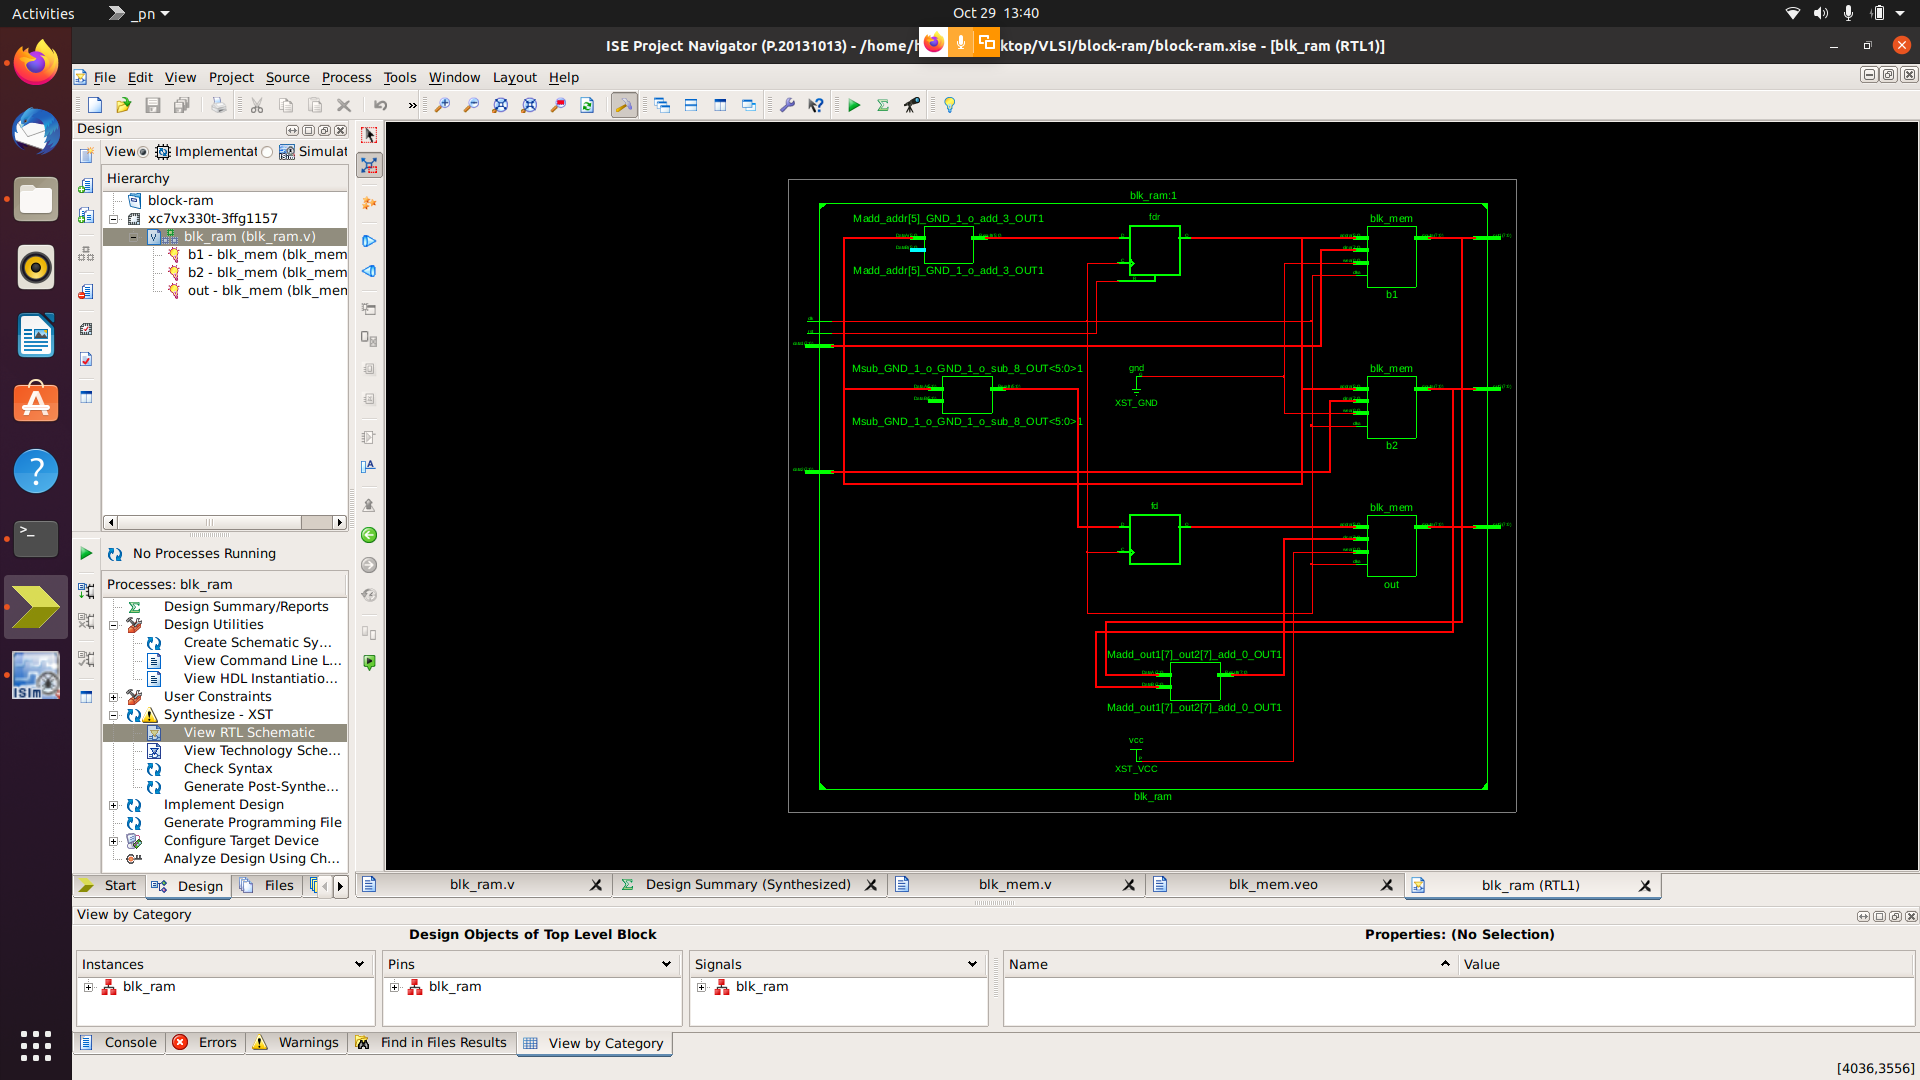 Activities
_pn
Oct 29 13:40
ISE Project Navigator (P.20131013) - /home/h ktop/VLSI/block-ram/block-ram.xise - [blk_ram (RTL1)]
File Edit View Project Source Process Tools Window Layout Help
»
Design
View Implementat Simulat
Hierarchy
block-ram
xc7vx330t-3ffg1157
blk_ram (blk_ram.v)
b1 - blk_mem (blk_mem
b2 - blk_mem (blk_mem
out - blk_mem (blk_men
No Processes Running
Processes: blk_ram
Design Summary/Reports
Design Utilities
Create Schematic Sy...
View Command Line L...
View HDL Instantiatio...
User Constraints
Synthesize - XST
View RTL Schematic
View Technology Sche...
Check Syntax
Generate Post-Synthe...
Implement Design
Generate Programming File
Configure Target Device
Analyze Design Using Ch...
Start Design Files
blk_ram:1
Madd_addr[5]_GND_1_o_add_3_OUT1
fdr
blk_mem
Madd_addr[5]_GND_1_o_add_3_OUT1
b1
Msub_GND_1_o_GND_1_o_sub_8_OUT<5:0>1
gnd
blk_mem
XST_GND
Msub_GND_1_o_GND_1_o_sub_8_OUT<5:0>1
b2
fd
blk_mem
out
Madd_out1[7]_out2[7]_add_0_OUT1
Madd_out1[7]_out2[7]_add_0_OUT1
vcc
XST_VCC
blk_ram
blk_ram.v Design Summary (Synthesized) blk_mem.v blk_mem.veo blk_ram (RTL1)
View by Category
Design Objects of Top Level Block
Properties: (No Selection)
Instances Pins Signals Name Value
blk_ram blk_ram blk_ram
Console Errors Warnings Find in Files Results View by Category
[4036,3556]
>_
ISim